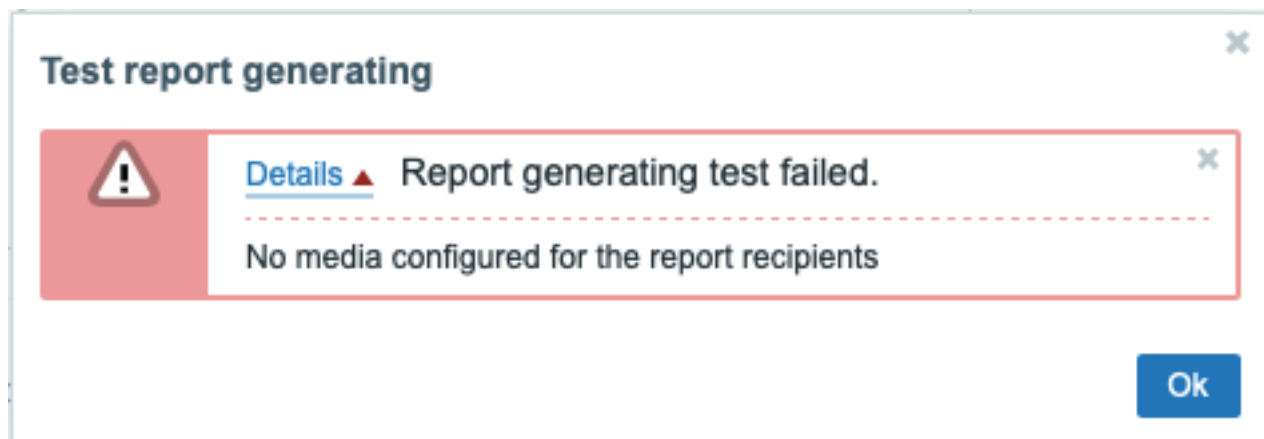 Test report generating
Details Report generating test failed.
No media configured for the report recipients
Ok